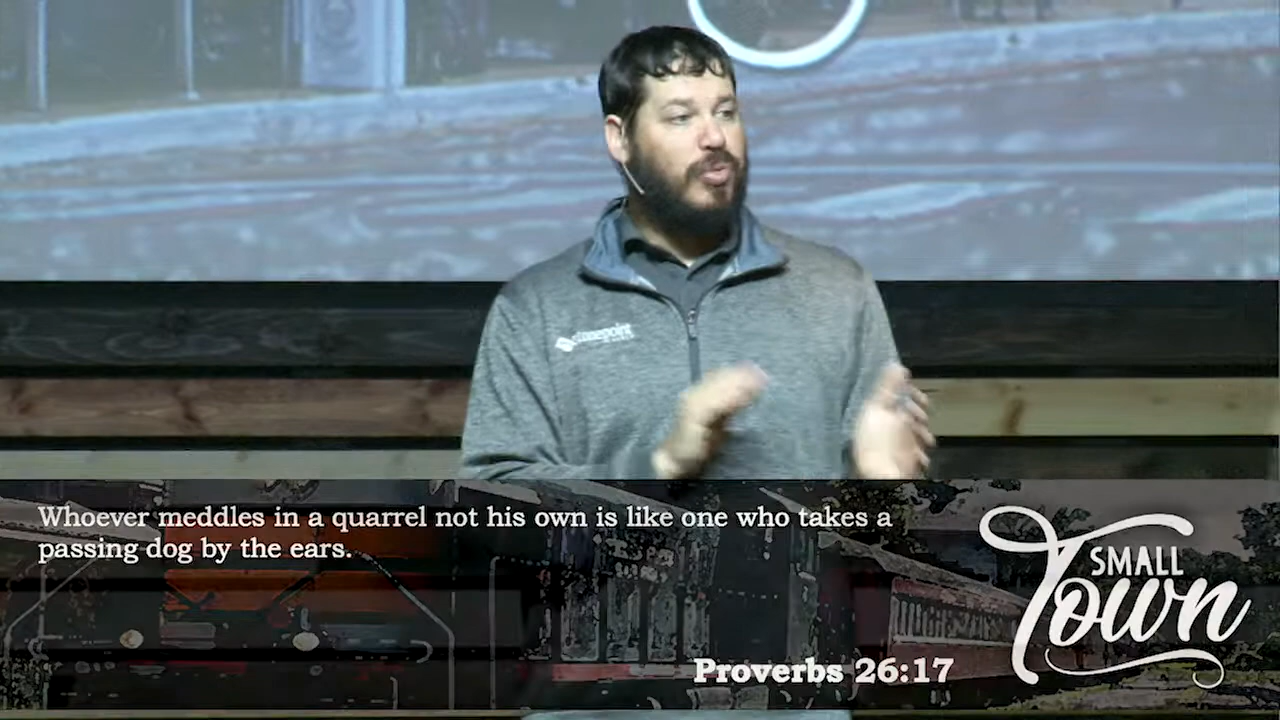 Whoever meddles in a quarrel not his own is like one who takes a
passing dog by the ears.
SMALL
Town
Proverbs 26:17